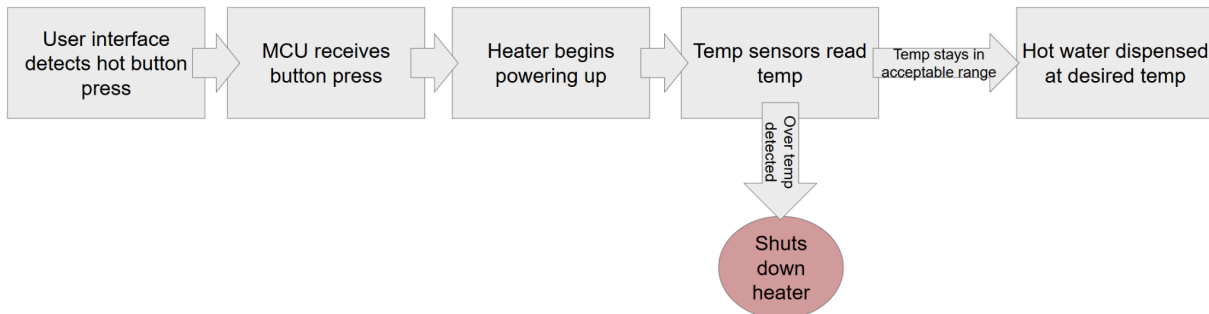 User interface
detects hot button
press
MCU receives
button press
Heater begins
powering up
Temp sensors read
temp
Temp stays in
acceptable range
Hot water dispensed
at desired temp
Over temp
detected
Shuts
down
heater